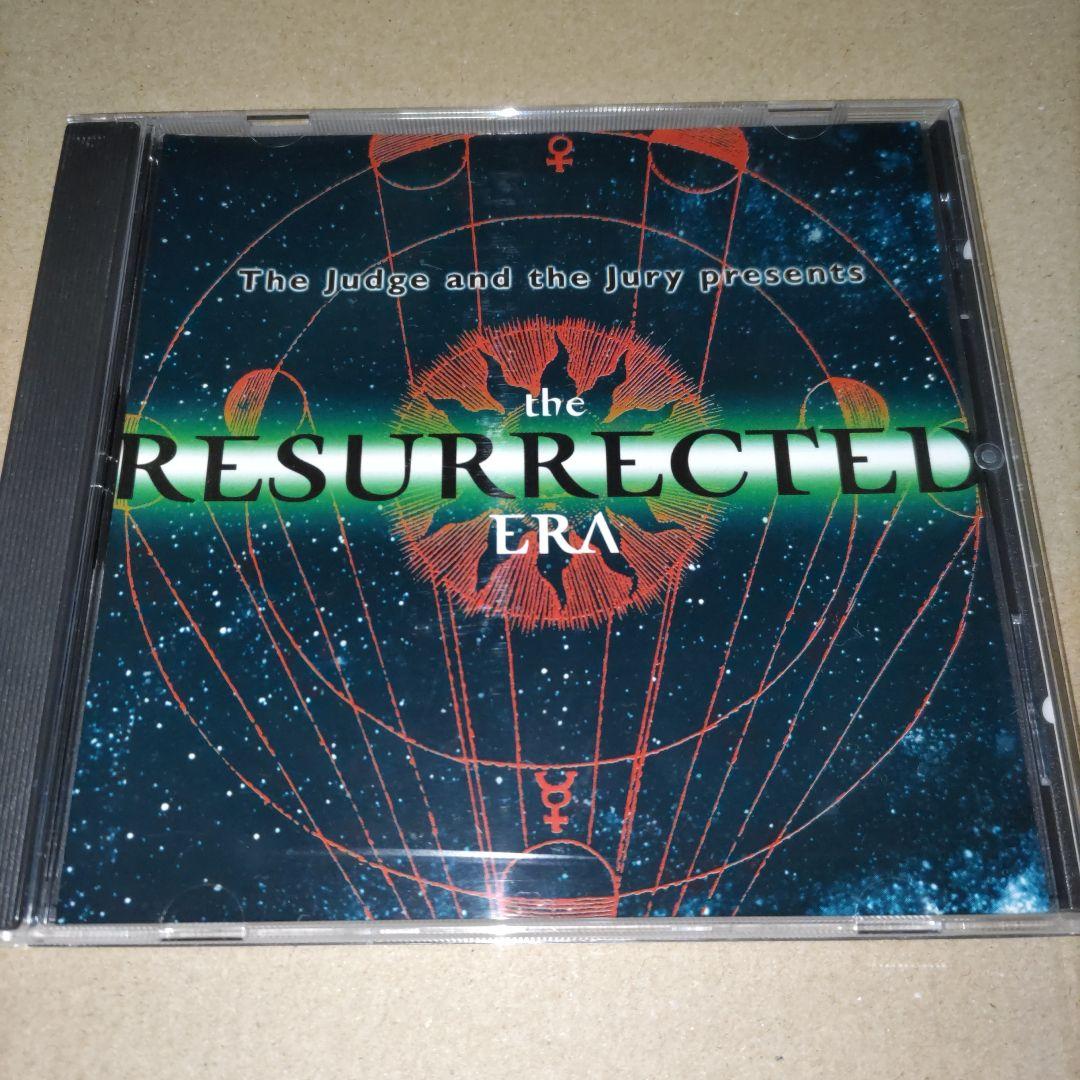 The Judge and the Jury presents
the
RESURRECTED
ERA